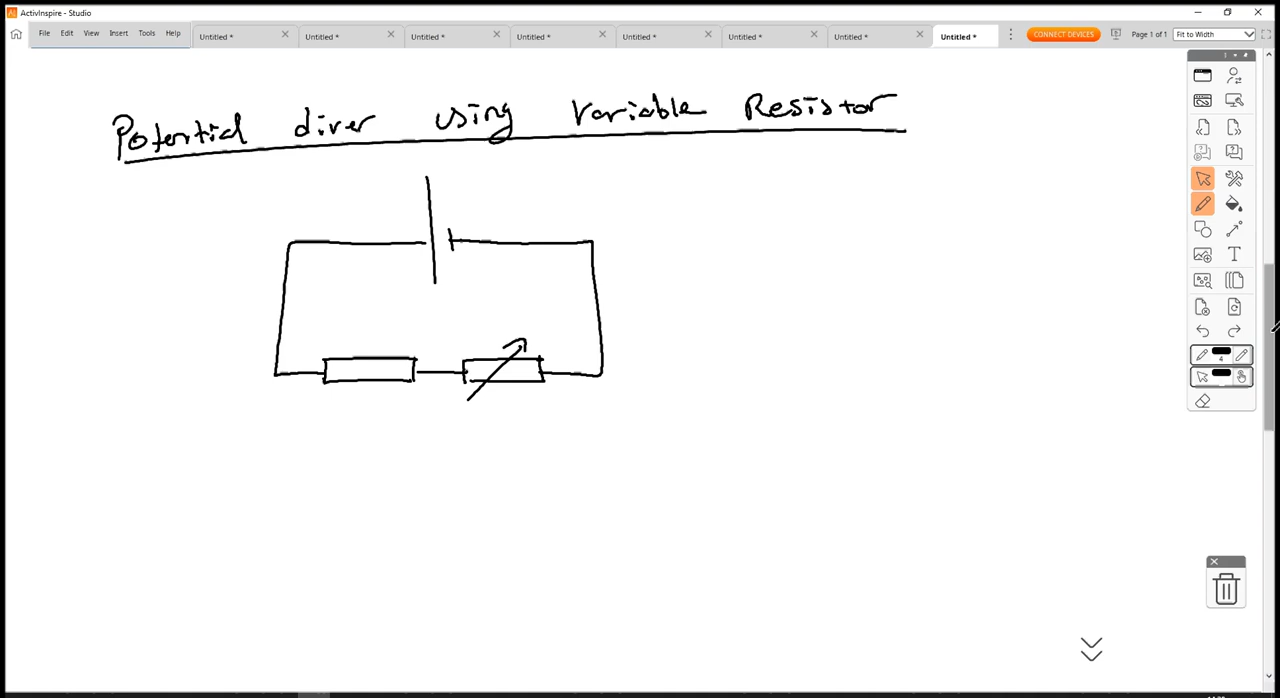 ActivInspire - Studio
File Edit View Insert Tools Help
Untitled * Untitled * Untitled * Untitled * Untitled * Untitled * Untitled * Untitled *
CONNECT DEVICES
Page 1 of 1
Fit to Width
Potential diver using Variable Resistor
4